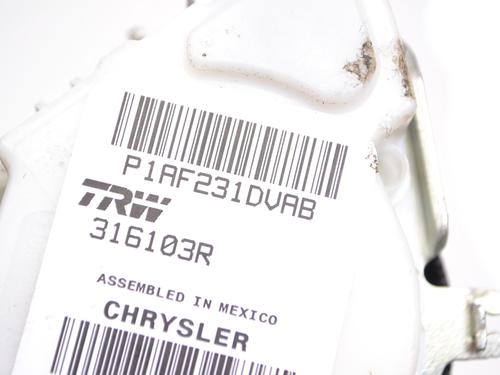 P1AF231DVAB
TRW
316103R
ASSEMBLED IN MEXICO
CHRYSLER